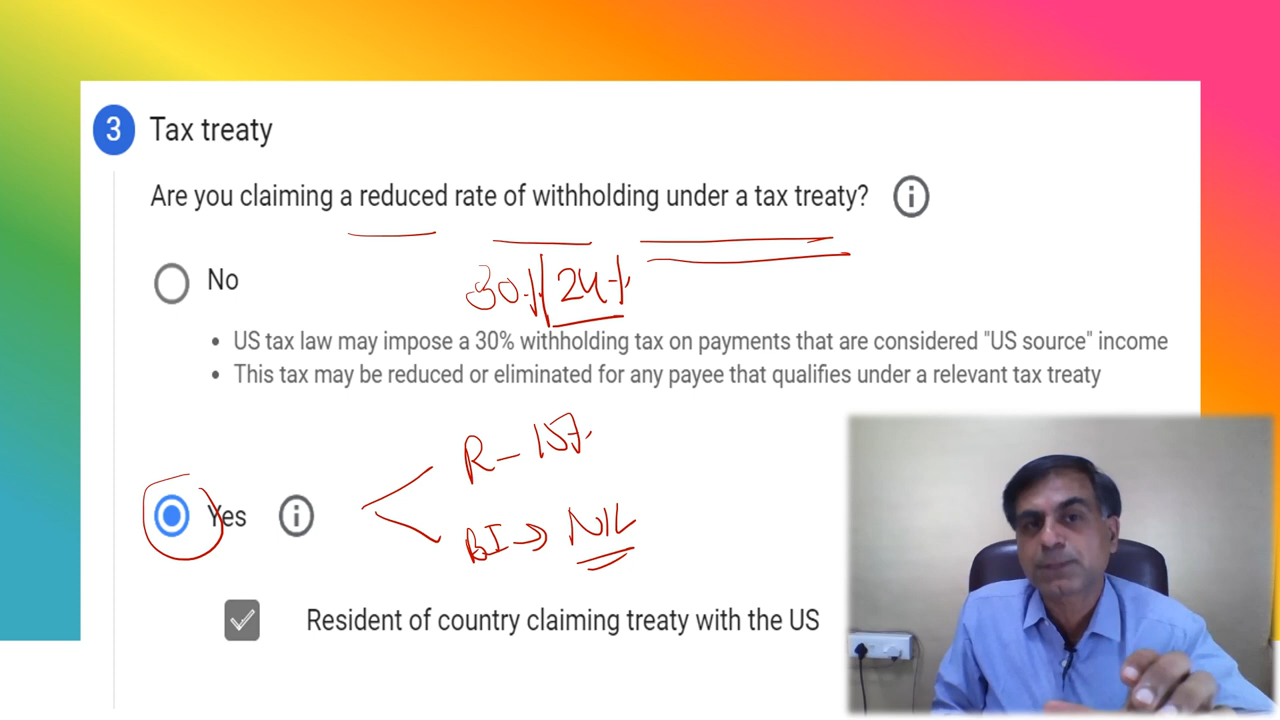 3 Tax treaty
Are you claiming a reduced rate of withholding under a tax treaty? i
No
30% 24%
• US tax law may impose a 30% withholding tax on payments that are considered "US source" income
• This tax may be reduced or eliminated for any payee that qualifies under a relevant tax treaty
R - 15%
Yes i
BI → NIL
Resident of country claiming treaty with the US